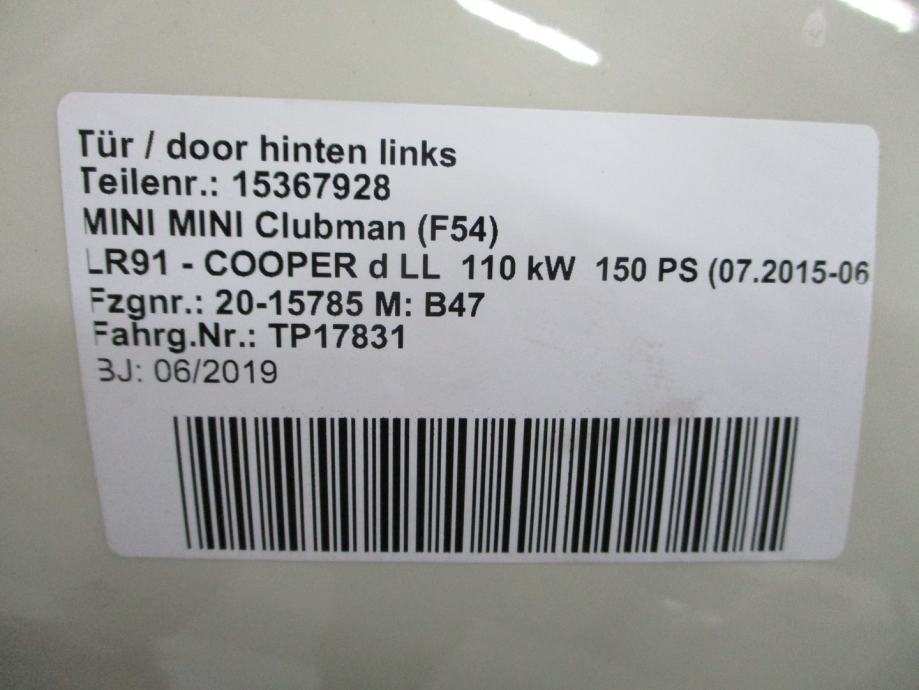 Tür / door hinten links
Teilenr.: 15367928
MINI MINI Clubman (F54)
LR91 - COOPER d LL 110 kW 150 PS (07.2015-06
Fzgnr.: 20-15785 M: B47
Fahrg.Nr.: TP17831
BJ: 06/2019